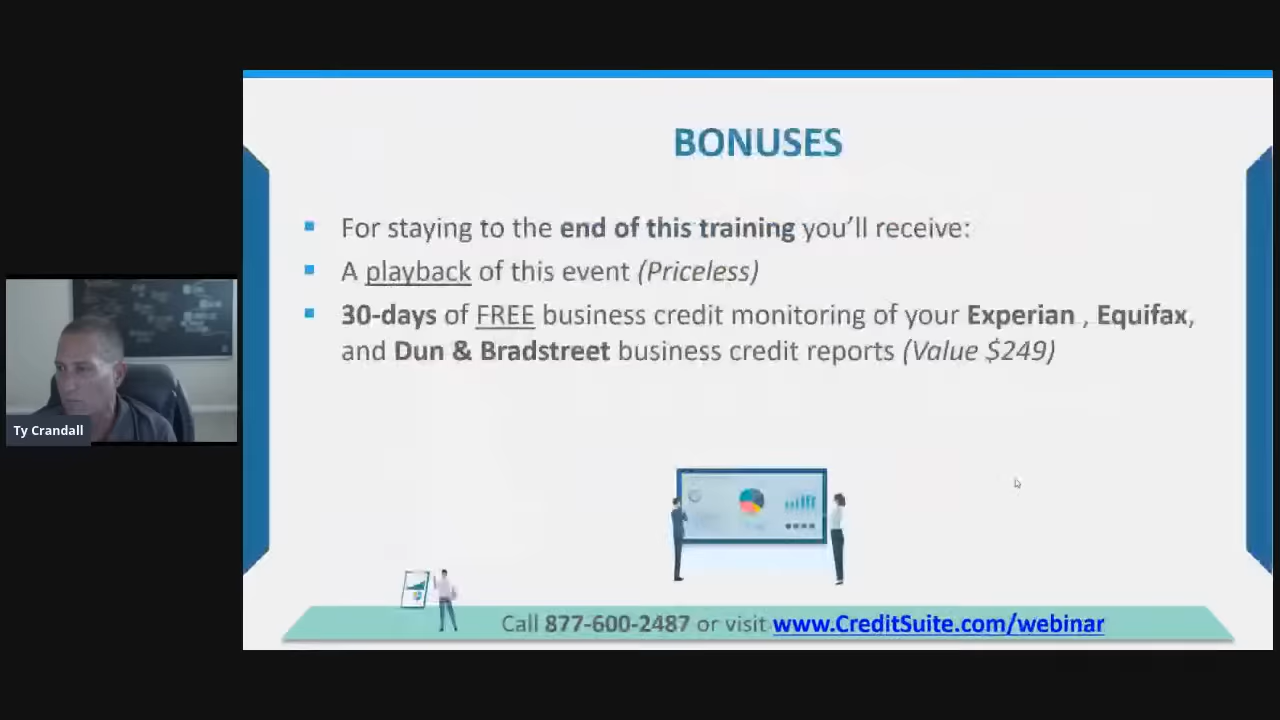 BONUSES
For staying to the end of this training you'll receive:
A playback of this event (Priceless)
30-days of FREE business credit monitoring of your Experian , Equifax,
and Dun & Bradstreet business credit reports (Value $249)
Ty Crandall
Call 877-600-2487 or visit www.CreditSuite.com/webinar